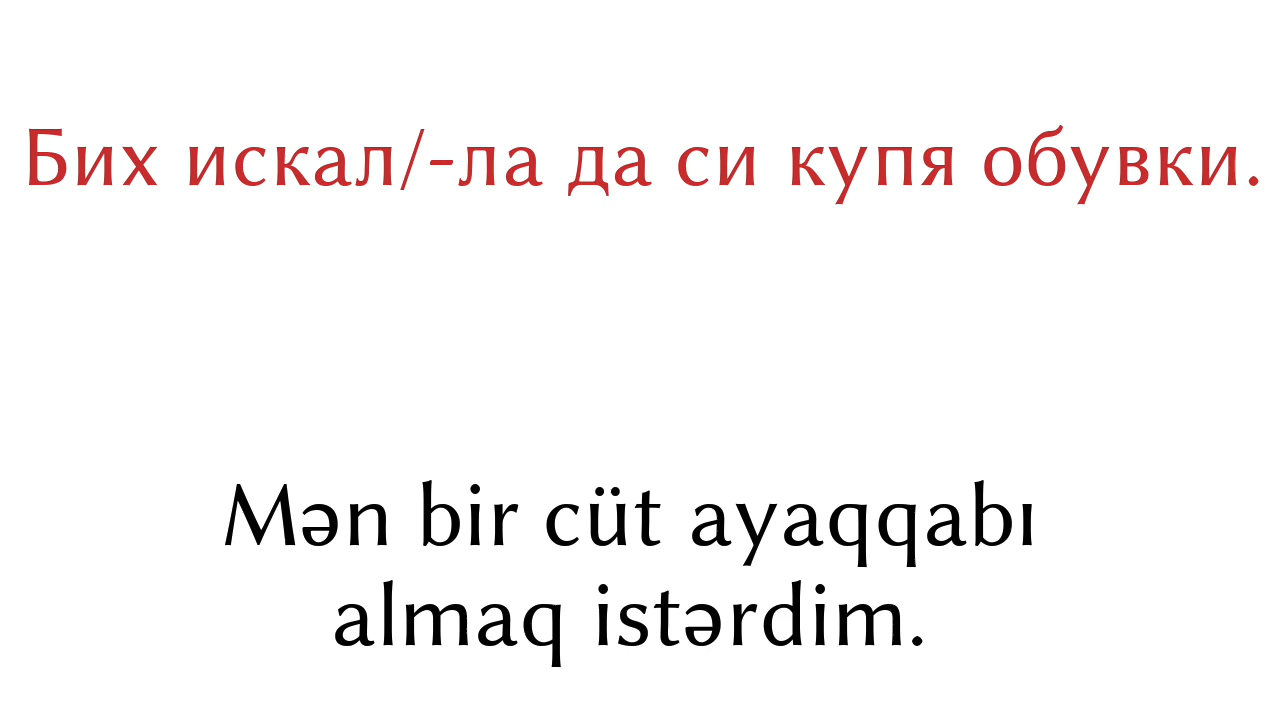 Бих искал/-ла да си купя обувки.
Mən bir cüt ayaqqabı
almaq istərdim.